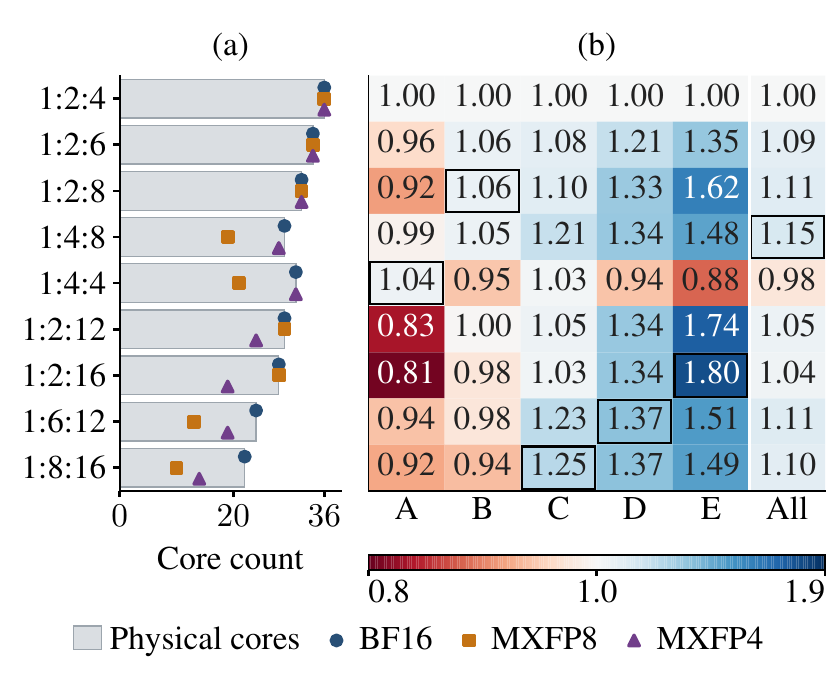 (a) (b)
1:2:4 1.00 1.00 1.00 1.00 1.00 1.00
1:2:6 0.96 1.06 1.08 1.21 1.35 1.09
1:2:8 0.92 1.06 1.10 1.33 1.62 1.11
1:4:8 0.99 1.05 1.21 1.34 1.48 1.15
1:4:4 1.04 0.95 1.03 0.94 0.88 0.98
1:2:12 0.83 1.00 1.05 1.34 1.74 1.05
1:2:16 0.81 0.98 1.03 1.34 1.80 1.04
1:6:12 0.94 0.98 1.23 1.37 1.51 1.11
1:8:16 0.92 0.94 1.25 1.37 1.49 1.10
0 20 36 A B C D E All
Core count
0.8 1.0 1.9
Physical cores BF16 MXFP8 MXFP4